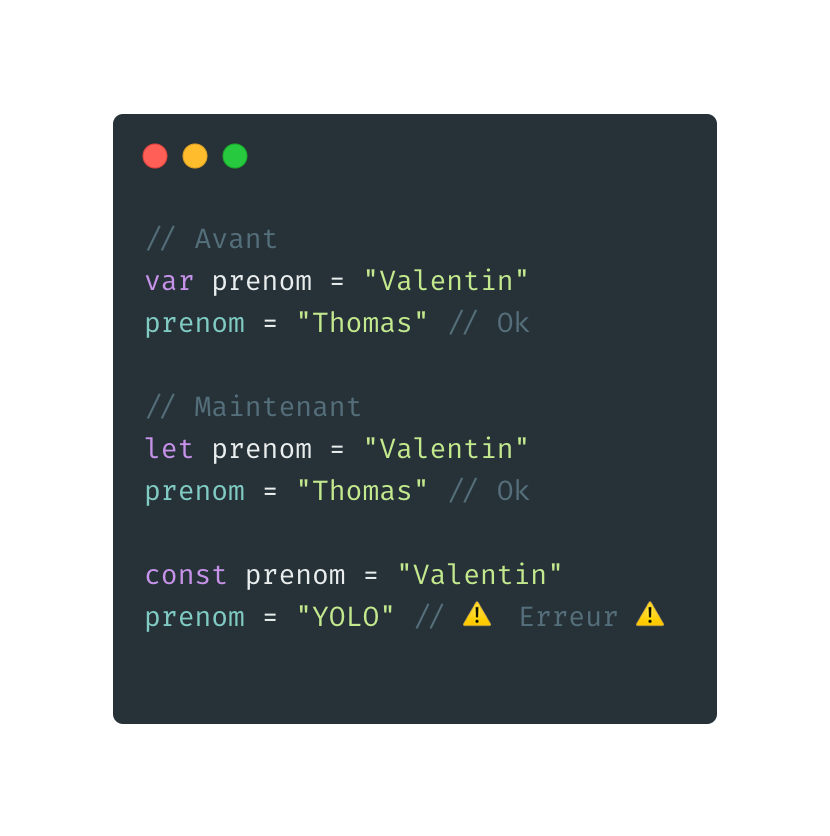 // Avant
var prenom = "Valentin"
prenom = "Thomas" // Ok
// Maintenant
let prenom = "Valentin"
prenom = "Thomas" // Ok
const prenom = "Valentin"
prenom = "YOLO" // ⚠️ Erreur ⚠️